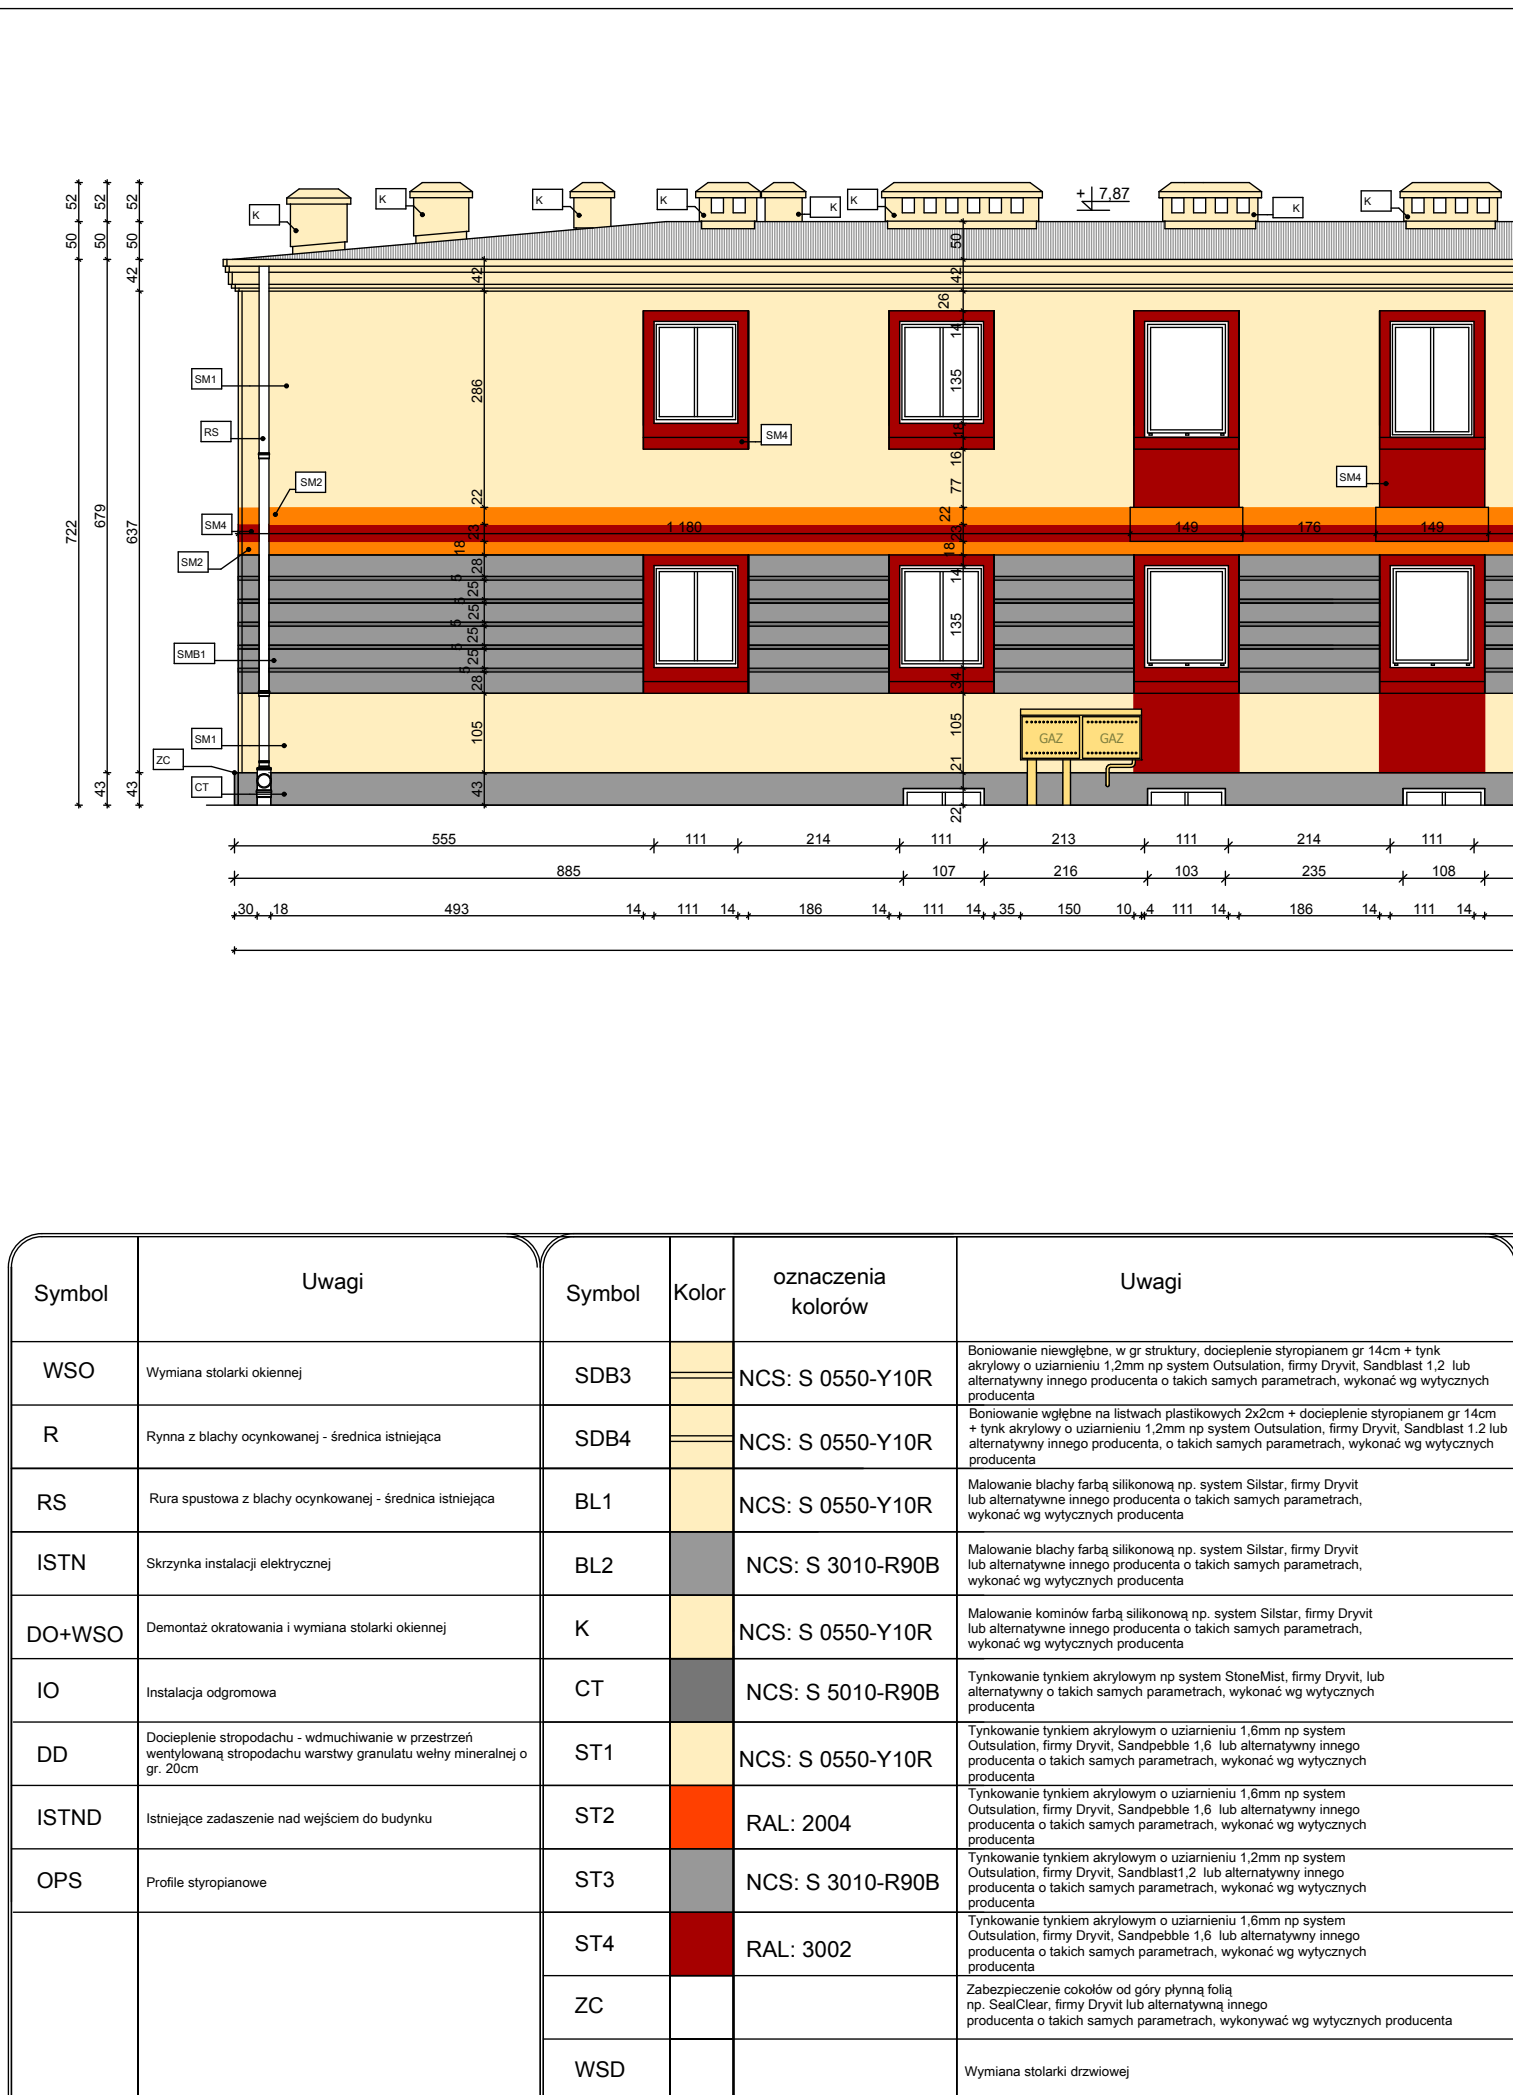 52 52 52
50 50 50
42
722
679
637
43 43
K
K
K
K
K
K
K
K
+ 7,87
SM1
RS
SM2
SM4
SM2
SMB1
SM1
ZC
CT
SM4
SM4
42
286
22
23
18
28
5
25
5
25
5
25
5
25
5
28
105
43
50
42
26
14
135
18
16
77
22
23
18
14
135
34
105
21
22
1 180 149 176 149
GAZ GAZ
555 111 214 111 213 111 214 111
885 107 216 103 235 108
30 18 493 14 111 14 186 14 111 14 35 150 10 4 111 14 186 14 111 14
Symbol Uwagi
WSO Wymiana stolarki okiennej
R Rynna z blachy ocynkowanej - średnica istniejąca
RS Rura spustowa z blachy ocynkowanej - średnica istniejąca
ISTN Skrzynka instalacji elektrycznej
DO+WSO Demontaż okratowania i wymiana stolarki okiennej
IO Instalacja odgromowa
DD Docieplenie stropodachu - wdmuchiwanie w przestrzeń
wentylowaną stropodachu warstwy granulatu wełny mineralnej o
gr. 20cm
ISTND Istniejące zadaszenie nad wejściem do budynku
OPS Profile styropianowe
Symbol Kolor oznaczenia
kolorów
Uwagi
SDB3 NCS: S 0550-Y10R
Boniowanie niewgłębne, w gr struktury, docieplenie styropianem gr 14cm + tynk
akrylowy o uziarnieniu 1,2mm np system Outsulation, firmy Dryvit, Sandblast 1,2 lub
alternatywny innego producenta o takich samych parametrach, wykonać wg wytycznych
producenta
SDB4 NCS: S 0550-Y10R
Boniowanie wgłębne na listwach plastikowych 2x2cm + docieplenie styropianem gr 14cm
+ tynk akrylowy o uziarnieniu 1,2mm np system Outsulation, firmy Dryvit, Sandblast 1.2 lub
alternatywny innego producenta, o takich samych parametrach, wykonać wg wytycznych
producenta
BL1 NCS: S 0550-Y10R
Malowanie blachy farbą silikonową np. system Silstar, firmy Dryvit
lub alternatywne innego producenta o takich samych parametrach,
wykonać wg wytycznych producenta
BL2 NCS: S 3010-R90B
Malowanie blachy farbą silikonową np. system Silstar, firmy Dryvit
lub alternatywne innego producenta o takich samych parametrach,
wykonać wg wytycznych producenta
K NCS: S 0550-Y10R
Malowanie kominów farbą silikonową np. system Silstar, firmy Dryvit
lub alternatywne innego producenta o takich samych parametrach,
wykonać wg wytycznych producenta
CT NCS: S 5010-R90B
Tynkowanie tynkiem akrylowym np system StoneMist, firmy Dryvit, lub
alternatywny o takich samych parametrach, wykonać wg wytycznych
producenta
ST1 NCS: S 0550-Y10R
Tynkowanie tynkiem akrylowym o uziarnieniu 1,6mm np system
Outsulation, firmy Dryvit, Sandpebble 1,6 lub alternatywny innego
producenta o takich samych parametrach, wykonać wg wytycznych
producenta
ST2 RAL: 2004
Tynkowanie tynkiem akrylowym o uziarnieniu 1,6mm np system
Outsulation, firmy Dryvit, Sandpebble 1,6 lub alternatywny innego
producenta o takich samych parametrach, wykonać wg wytycznych
producenta
ST3 NCS: S 3010-R90B
Tynkowanie tynkiem akrylowym o uziarnieniu 1,2mm np system
Outsulation, firmy Dryvit, Sandblast1,2 lub alternatywny innego
producenta o takich samych parametrach, wykonać wg wytycznych
producenta
ST4 RAL: 3002
Tynkowanie tynkiem akrylowym o uziarnieniu 1,6mm np system
Outsulation, firmy Dryvit, Sandpebble 1,6 lub alternatywny innego
producenta o takich samych parametrach, wykonać wg wytycznych
producenta
ZC
Zabezpieczenie cokołów od góry płynną folią
np. SealClear, firmy Dryvit lub alternatywną innego
producenta o takich samych parametrach, wykonywać wg wytycznych producenta
WSD Wymiana stolarki drzwiowej